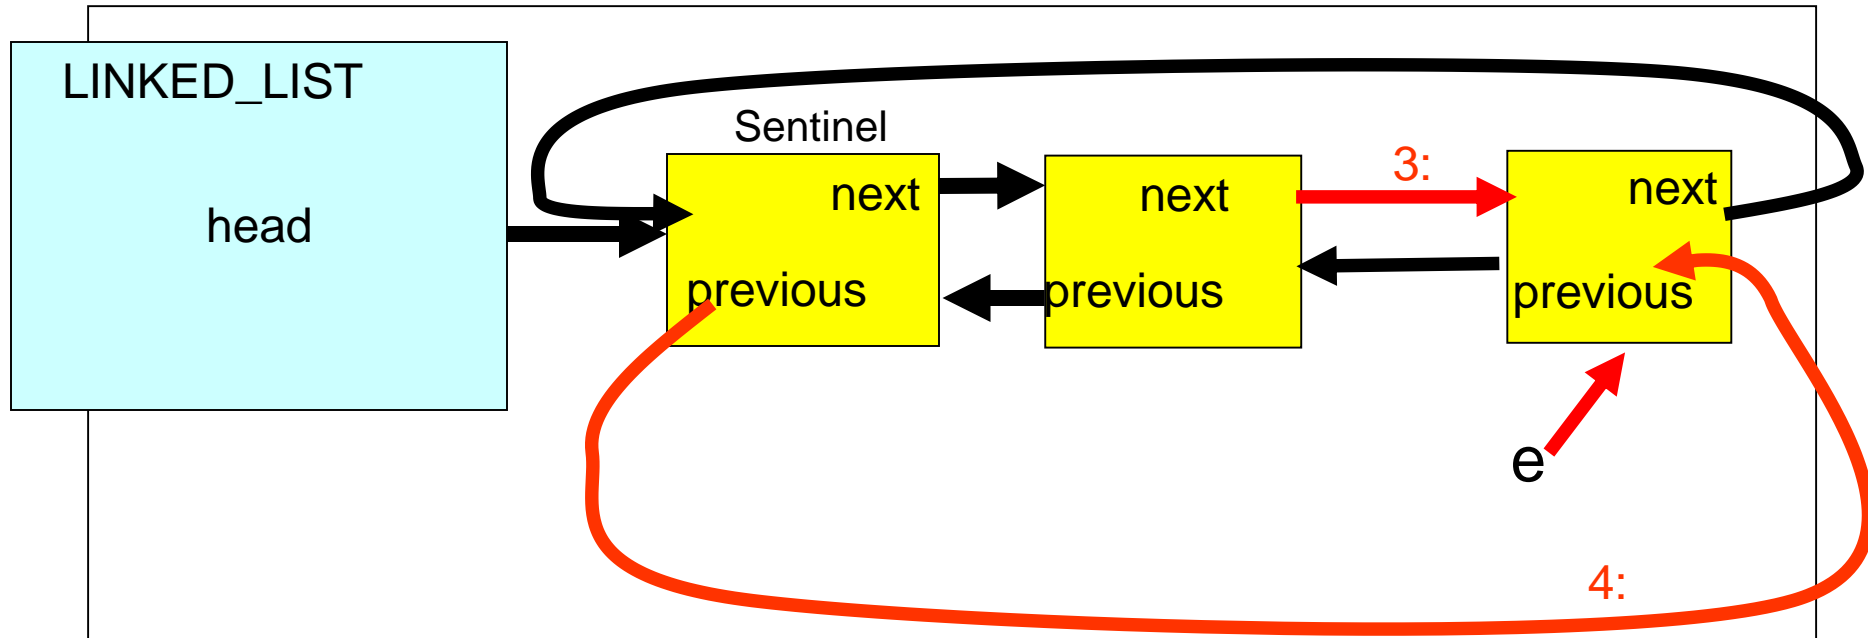 LINKED_LIST
head
Sentinel
next
previous
next
previous
3:
next
previous
e
4: